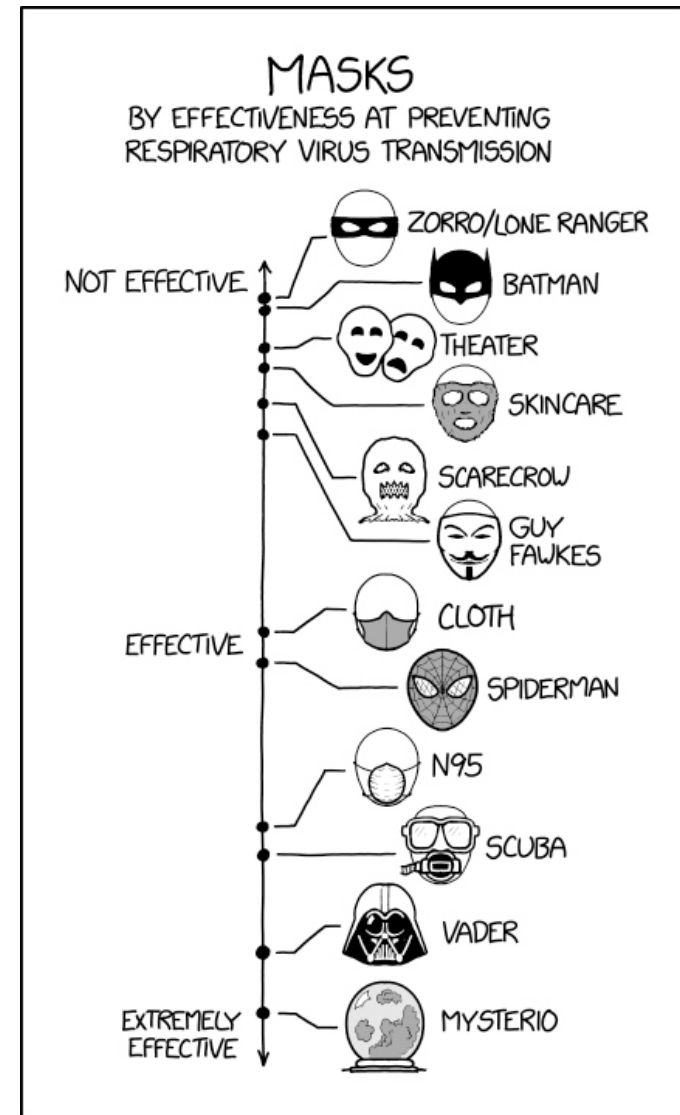 MASKS
BY EFFECTIVENESS AT PREVENTING
RESPIRATORY VIRUS TRANSMISSION
ZORRO/LONE RANGER
NOT EFFECTIVE
BATMAN
THEATER
SKINCARE
SCARECROW
GUY
FAWKES
CLOTH
EFFECTIVE
SPIDERMAN
N95
SCUBA
VADER
EXTREMELY
EFFECTIVE
MYSTERIO